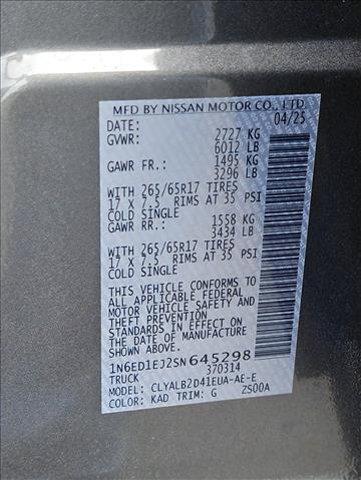 MFD BY NISSAN MOTOR CO., LTD.
DATE: 04/25
GVWR: 2727 KG
6012 LB
GAWR FR.: 1495 KG
3296 LB
WITH 265/65R17 TIRES
17 X 7.5 RIMS AT 35 PSI
COLD SINGLE
GAWR RR.: 1558 KG
3434 LB
WITH 265/65R17 TIRES
17 X 7.5 RIMS AT 35 PSI
COLD SINGLE
THIS VEHICLE CONFORMS TO
ALL APPLICABLE FEDERAL
MOTOR VEHICLE SAFETY AND
THEFT PREVENTION
STANDARDS IN EFFECT ON
THE DATE OF MANUFACTURE
SHOWN ABOVE.
1N6ED1EJ2SN645298
TRUCK 370314
MODEL: CLYALB2D41EUA-AE-E
COLOR: KAD TRIM: G ZS00A